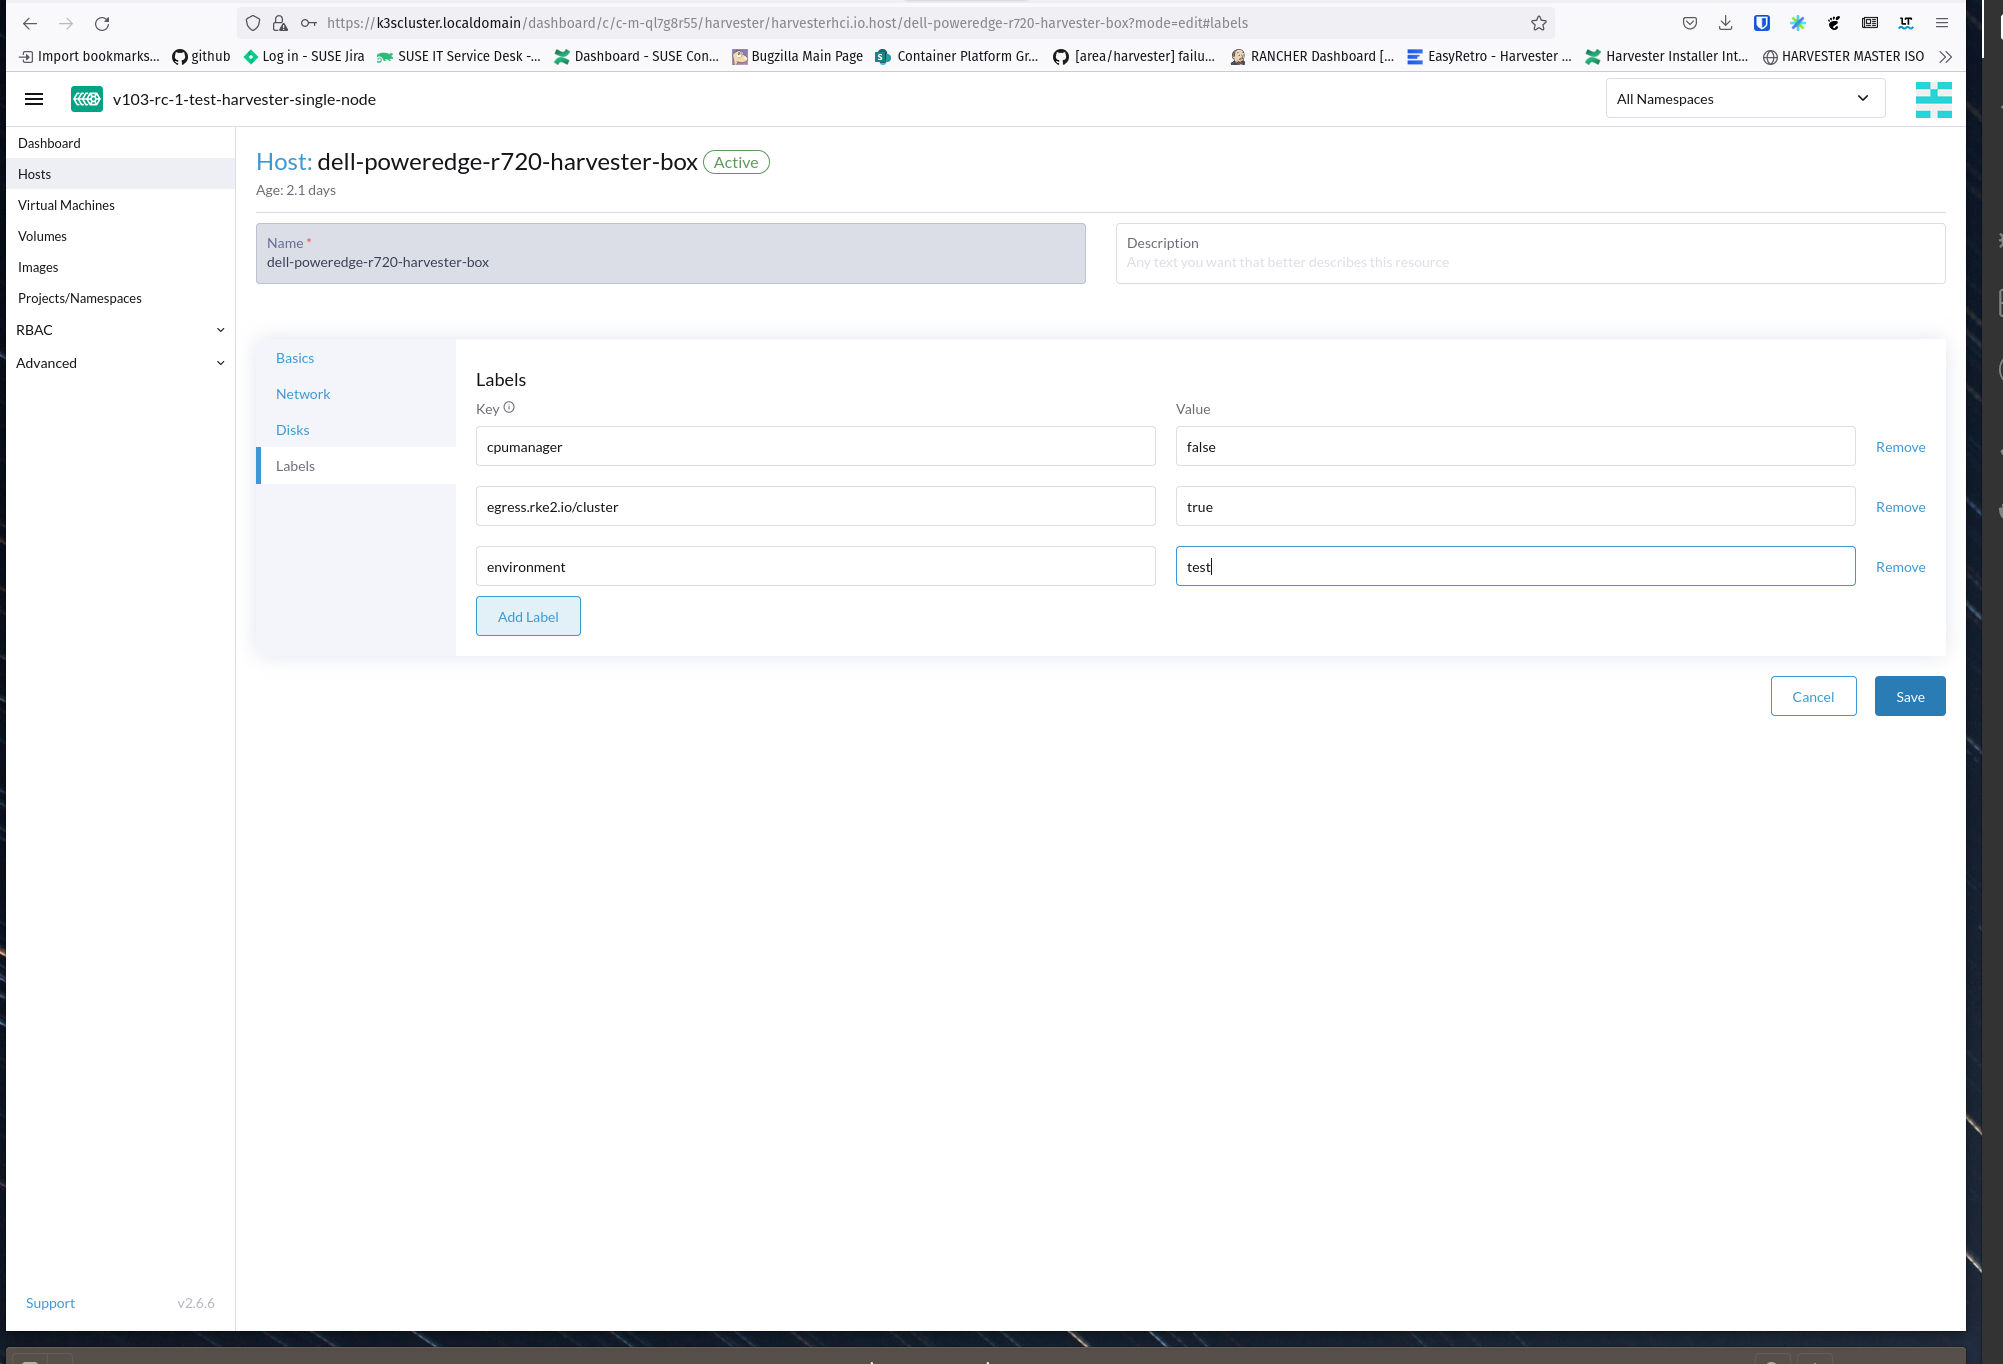 https://k3scluster.localdomain/dashboard/c/c-m-ql7g8r55/harvester/harvesterhci.io.host/dell-poweredge-r720-harvester-box?mode=edit#labels
Import bookmarks... github Log in - SUSE Jira SUSE IT Service Desk -... Dashboard - SUSE Con... Bugzilla Main Page Container Platform Gr... [area/harvester] failu... RANCHER Dashboard [... EasyRetro - Harvester ... Harvester Installer Int... HARVESTER MASTER ISO
v103-rc-1-test-harvester-single-node
All Namespaces
Dashboard
Hosts
Virtual Machines
Volumes
Images
Projects/Namespaces
RBAC
Advanced
Host: dell-poweredge-r720-harvester-box Active
Age: 2.1 days
Name *
dell-poweredge-r720-harvester-box
Description
Any text you want that better describes this resource
Basics
Network
Disks
Labels
Labels
Key Value
cpumanager false Remove
egress.rke2.io/cluster true Remove
environment test Remove
Add Label
Cancel Save
Support v2.6.6